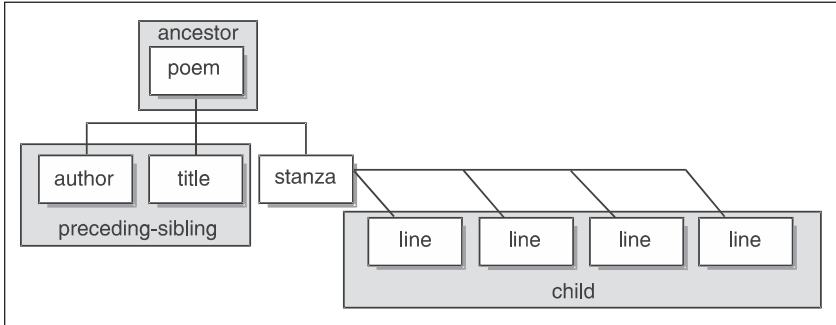 ancestor
poem
author title stanza
preceding-sibling
line line line line
child